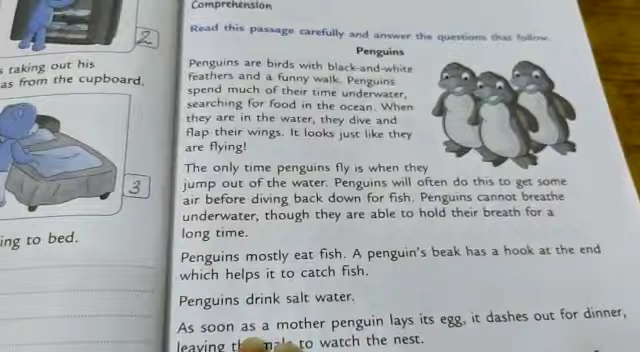 2
s taking out his
as from the cupboard.
3
ing to bed.
Comprehension
Read this passage carefully and answer the questions that follow.
Penguins
Penguins are birds with black-and-white
feathers and a funny walk. Penguins
spend much of their time underwater,
searching for food in the ocean. When
they are in the water, they dive and
flap their wings. It looks just like they
are flying!
The only time penguins fly is when they
jump out of the water. Penguins will often do this to get some
air before diving back down for fish. Penguins cannot breathe
underwater, though they are able to hold their breath for a
long time.
Penguins mostly eat fish. A penguin's beak has a hook at the end
which helps it to catch fish.
Penguins drink salt water.
As soon as a mother penguin lays its egg, it dashes out for dinner,
leaving to watch the nest.